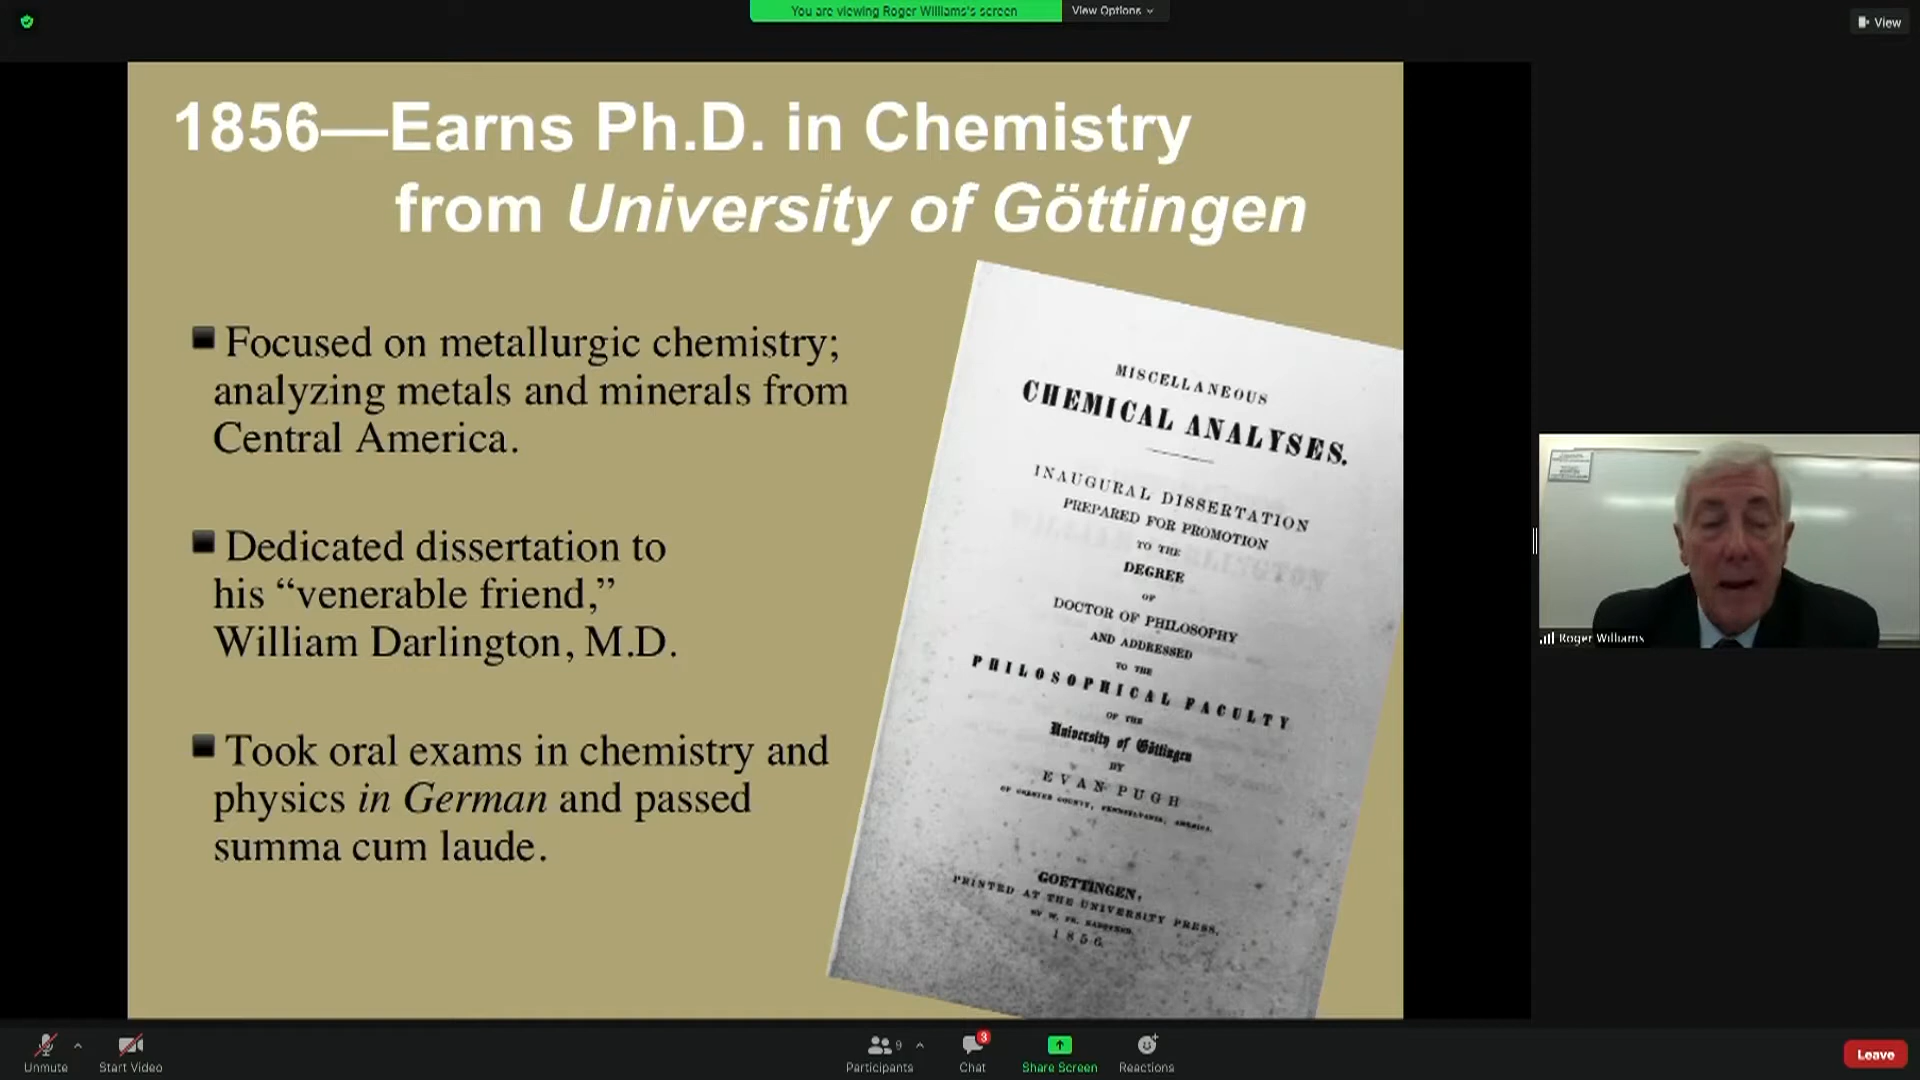 You are viewing Roger Williams's screen
View Options
View
1856—Earns Ph.D. in Chemistry
from University of Göttingen
Focused on metallurgic chemistry;
analyzing metals and minerals from
Central America.
Dedicated dissertation to
his “venerable friend,”
William Darlington, M.D.
Took oral exams in chemistry and
physics in German and passed
summa cum laude.
MISCELLANEOUS
CHEMICAL ANALYSES.
INAUGURAL DISSERTATION
PREPARED FOR PROMOTION
TO THE
DEGREE
OF
DOCTOR OF PHILOSOPHY
AND ADDRESSED
TO THE
PHILOSOPHICAL FACULTY
OF THE
University of Göttingen
BY
EVAN PUGH
OF CHESTER COUNTY, PENNSYLVANIA, AMERICA.
GOETTINGEN,
PRINTED AT THE UNIVERSITY PRESS,
BY W. FR.
1856.
Roger Williams
Unmute
Start Video
Participants
9
Chat
3
Share Screen
Reactions
Leave